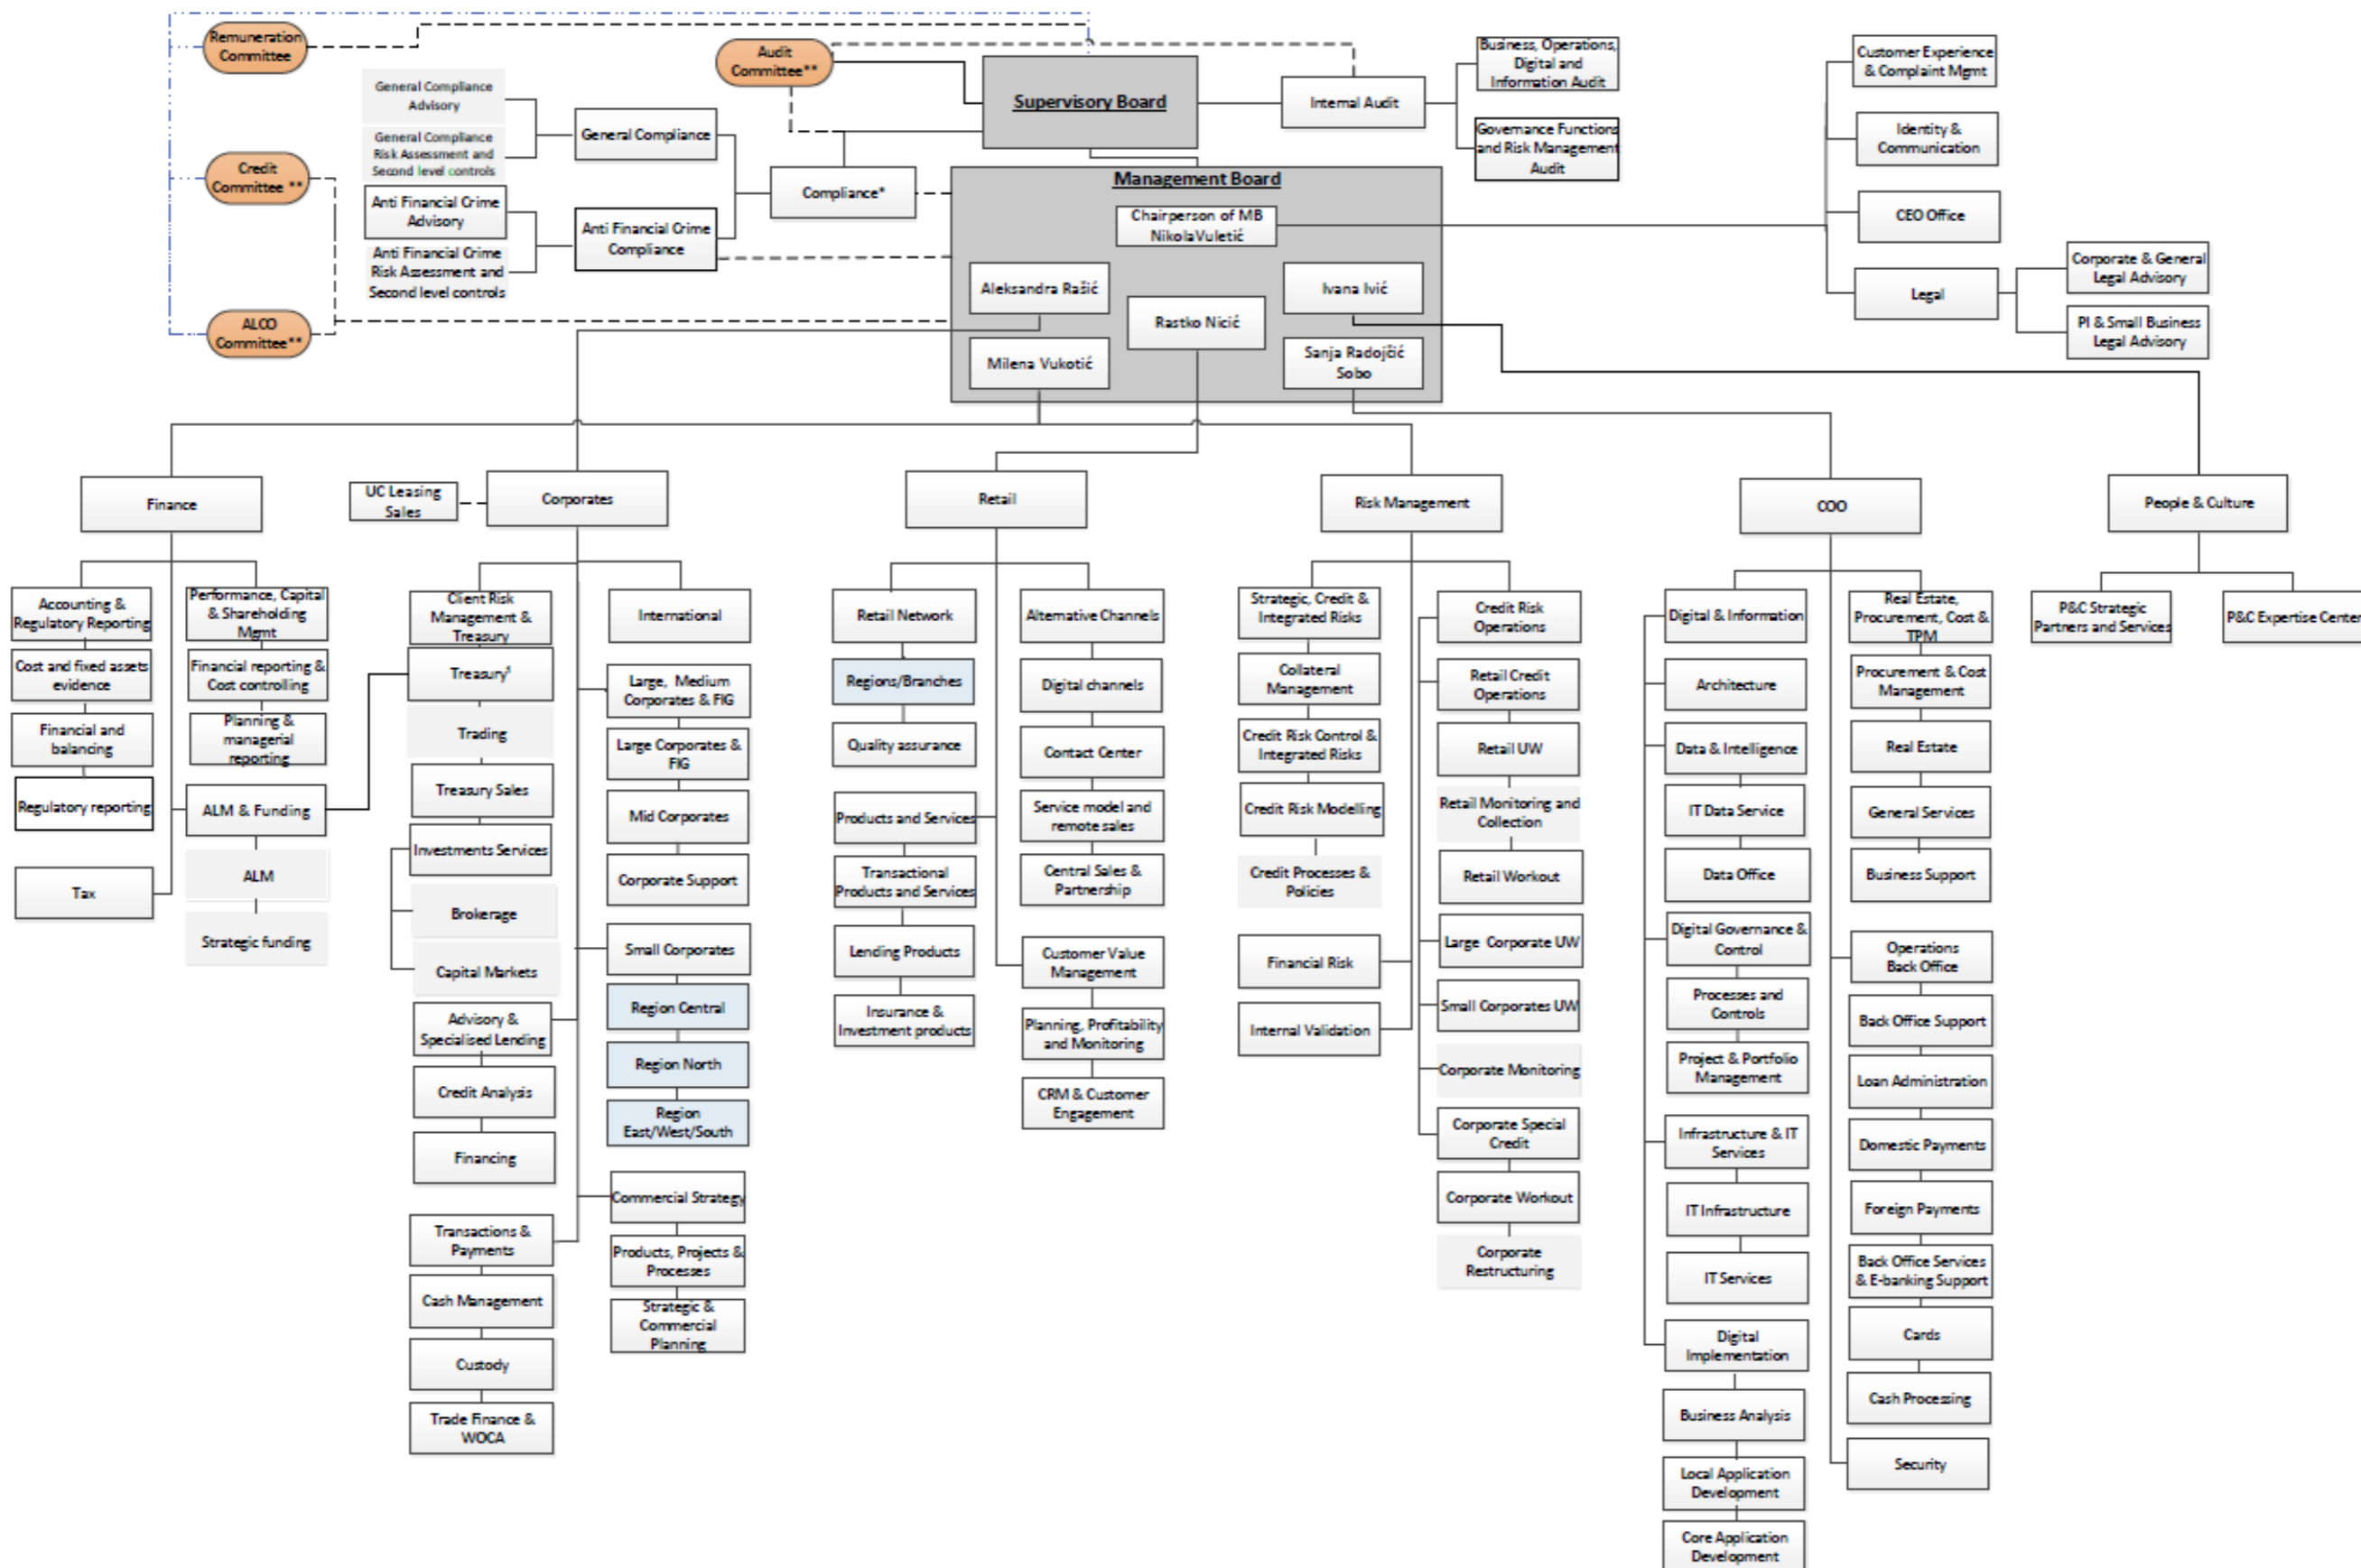 Remuneration
Committee
Audit
Committee**
Supervisory Board
Internal Audit
Business, Operations,
Digital and
Information Audit
Governance Functions
and Risk Management
Audit
Customer Experience
& Complaint Mgmt
Identity &
Communication
CEO Office
Legal
Corporate & General
Legal Advisory
PI & Small Business
Legal Advisory
General Compliance
Advisory
General Compliance
Risk Assessment and
Second level controls
General Compliance
Credit
Committee **
Anti Financial Crime
Advisory
Anti Financial Crime
Risk Assessment and
Second level controls
Anti Financial Crime
Compliance
Compliance*
ALCO
Committee**
Management Board
Chairperson of MB
NikolaVuletić
Aleksandra Rašić
Ivana Ivić
Rastko Nicić
Milena Vukotić
Sanja Radojčić
Sobo
Finance
UC Leasing
Sales
Corporates
Retail
Risk Management
COO
People & Culture
Accounting &
Regulatory Reporting
Cost and fixed assets
evidence
Financial and
balancing
Regulatory reporting
Tax
Performance, Capital
& Shareholding
Mgmt
Financial reporting &
Cost controlling
Planning &
managerial
reporting
ALM & Funding
ALM
Strategic funding
Client Risk
Management &
Treasury
Treasury¹
Trading
Treasury Sales
Investments Services
Brokerage
Capital Markets
Advisory &
Specialised Lending
Credit Analysis
Financing
Transactions &
Payments
Cash Management
Custody
Trade Finance &
WOCA
International
Large, Medium
Corporates & FIG
Large Corporates &
FIG
Mid Corporates
Corporate Support
Small Corporates
Region Central
Region North
Region
East/West/South
Commercial Strategy
Products, Projects &
Processes
Strategic &
Commercial
Planning
Retail Network
Regions/Branches
Quality assurance
Products and Services
Transactional
Products and Services
Lending Products
Insurance &
Investment products
Alternative Channels
Digital channels
Contact Center
Service model and
remote sales
Central Sales &
Partnership
Customer Value
Management
Planning, Profitability
and Monitoring
CRM & Customer
Engagement
Strategic, Credit &
Integrated Risks
Collateral
Management
Credit Risk Control &
Integrated Risks
Credit Risk Modelling
Credit Processes &
Policies
Financial Risk
Internal Validation
Credit Risk
Operations
Retail Credit
Operations
Retail UW
Retail Monitoring and
Collection
Retail Workout
Large Corporate UW
Small Corporates UW
Corporate Monitoring
Corporate Special
Credit
Corporate Workout
Corporate
Restructuring
Digital & Information
Architecture
Data & Intelligence
IT Data Service
Data Office
Digital Governance &
Control
Processes and
Controls
Project & Portfolio
Management
Infrastructure & IT
Services
IT Infrastructure
IT Services
Digital
Implementation
Business Analysis
Local Application
Development
Core Application
Development
Real Estate,
Procurement, Cost &
TPM
Procurement & Cost
Management
Real Estate
General Services
Business Support
Operations
Back Office
Back Office Support
Loan Administration
Domestic Payments
Foreign Payments
Back Office Services
& E-banking Support
Cards
Cash Processing
Security
P&C Strategic
Partners and Services
P&C Expertise Center